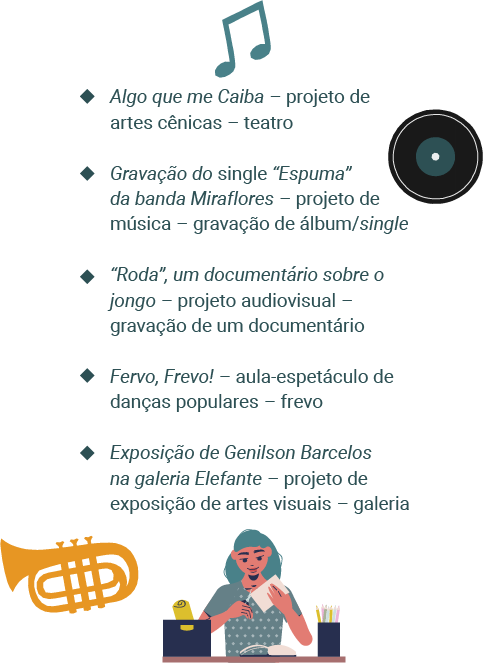 Algo que me Caiba – projeto de
artes cênicas – teatro
Gravação do single “Espuma”
da banda Miraflores – projeto de
música – gravação de álbum/single
“Roda”, um documentário sobre o
jongo – projeto audiovisual –
gravação de um documentário
Fervo, Frevo! – aula-espetáculo de
danças populares – frevo
Exposição de Genilson Barcelos
na galeria Elefante – projeto de
exposição de artes visuais – galeria